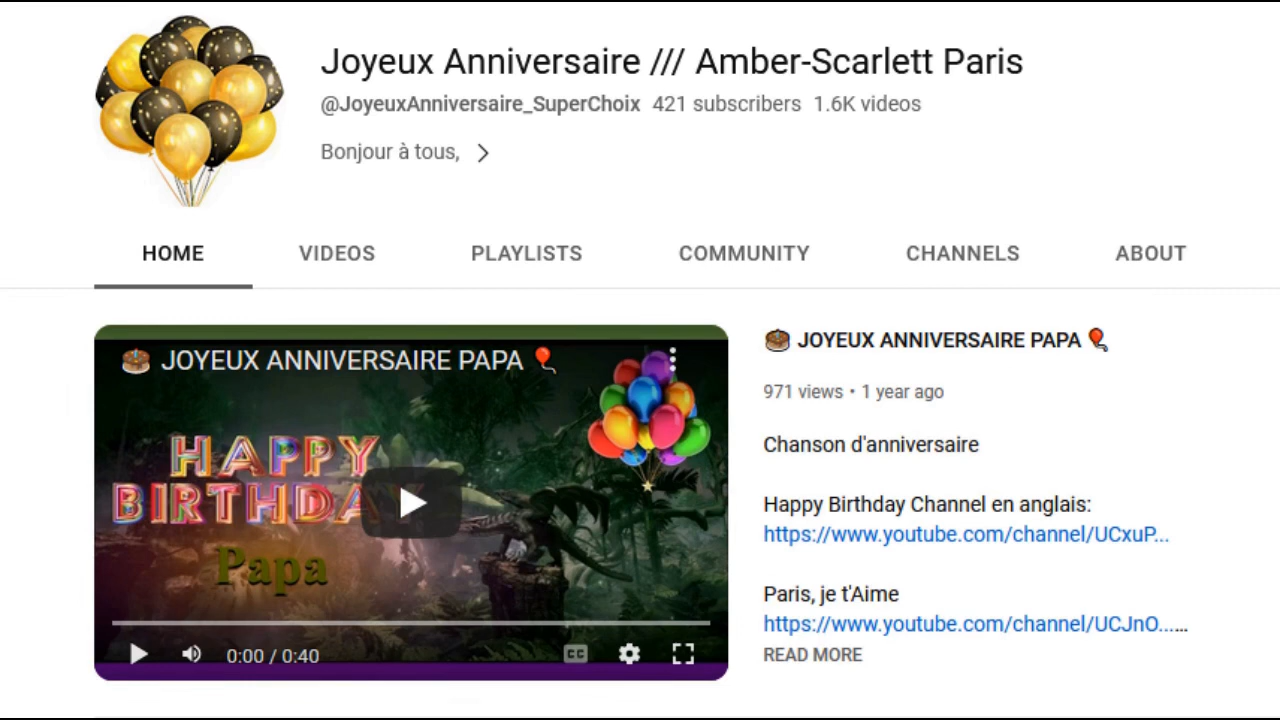 Joyeux Anniversaire /// Amber-Scarlett Paris
@JoyeuxAnniversaire_SuperChoix 421 subscribers 1.6K videos
Bonjour à tous,
HOME VIDEOS PLAYLISTS COMMUNITY CHANNELS ABOUT
JOYEUX ANNIVERSAIRE PAPA
HAPPY
BIRTHDAY
Papa
0:00 / 0:40
CC
JOYEUX ANNIVERSAIRE PAPA
971 views • 1 year ago
Chanson d'anniversaire
Happy Birthday Channel en anglais:
https://www.youtube.com/channel/UCxuP...
Paris, je t'Aime
https://www.youtube.com/channel/UCJnO......
READ MORE